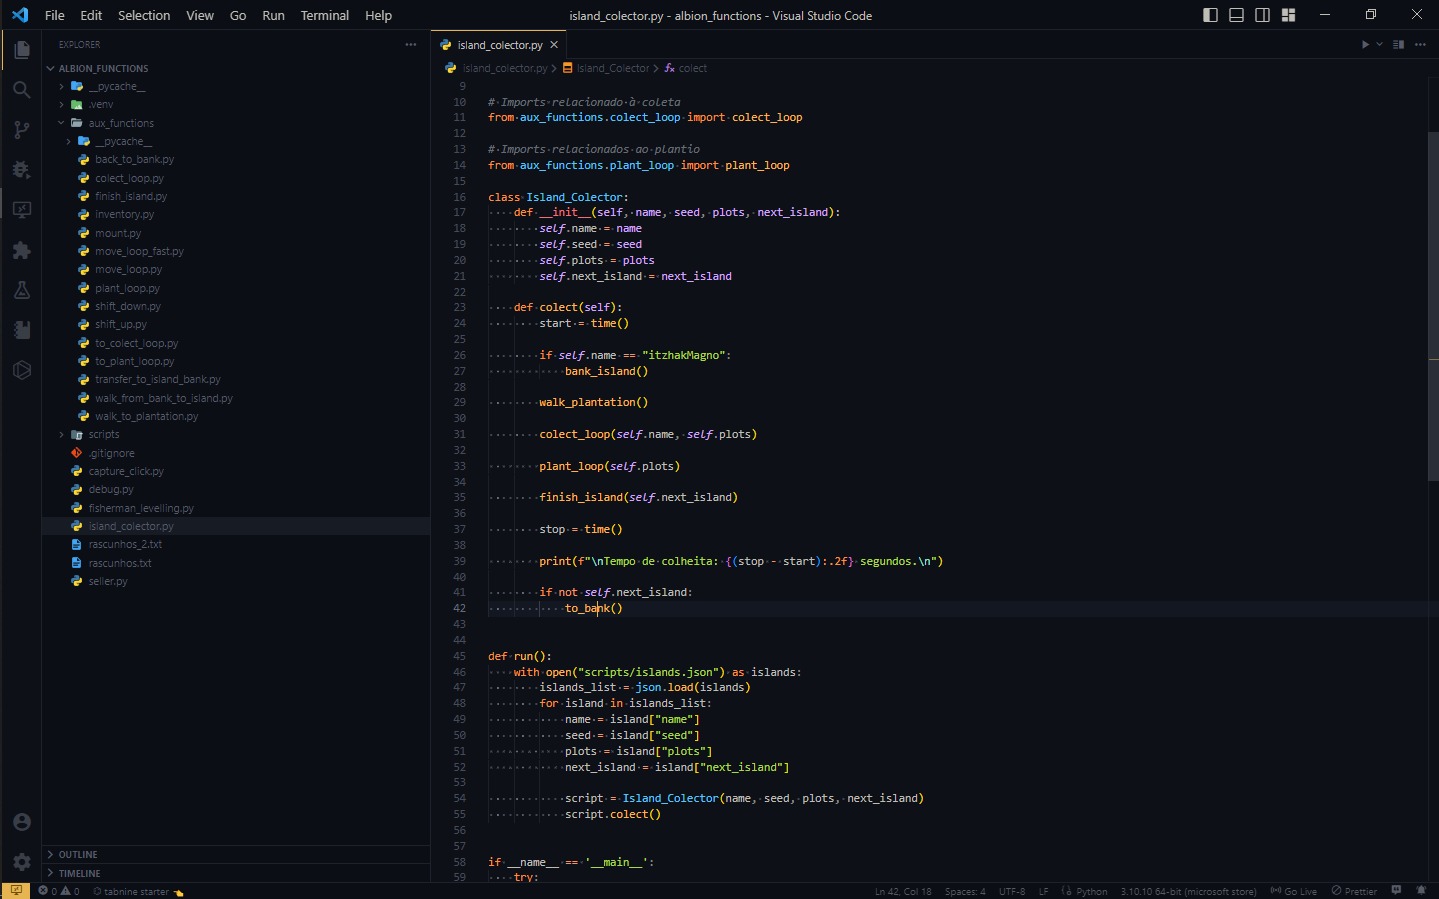 File Edit Selection View Go Run Terminal Help
island_colector.py - albion_functions - Visual Studio Code
EXPLORER
ALBION_FUNCTIONS
__pycache__
.venv
aux_functions
__pycache__
back_to_bank.py
colect_loop.py
finish_island.py
inventory.py
mount.py
move_loop_fast.py
move_loop.py
plant_loop.py
shift_down.py
shift_up.py
to_colect_loop.py
to_plant_loop.py
transfer_to_island_bank.py
walk_from_bank_to_island.py
walk_to_plantation.py
scripts
.gitignore
capture_click.py
debug.py
fisherman_levelling.py
island_colector.py
rascunhos_2.txt
rascunhos.txt
seller.py
OUTLINE
TIMELINE
island_colector.py
island_colector.py > Island_Colector > colect
9
10 # Imports relacionado à coleta
11 from aux_functions.colect_loop import colect_loop
12
13 # Imports relacionados ao plantio
14 from aux_functions.plant_loop import plant_loop
15
16 class Island_Colector:
17 def __init__(self, name, seed, plots, next_island):
18 self.name = name
19 self.seed = seed
20 self.plots = plots
21 self.next_island = next_island
22
23 def colect(self):
24 start = time()
25
26 if self.name == "itzhakMagno":
27 bank_island()
28
29 walk_plantation()
30
31 colect_loop(self.name, self.plots)
32
33 plant_loop(self.plots)
34
35 finish_island(self.next_island)
36
37 stop = time()
38
39 print(f"\nTempo de colheita: {(stop - start):.2f} segundos.\n")
40
41 if not self.next_island:
42 to_bank()
43
44
45 def run():
46 with open("scripts/islands.json") as islands:
47 islands_list = json.load(islands)
48 for island in islands_list:
49 name = island["name"]
50 seed = island["seed"]
51 plots = island["plots"]
52 next_island = island["next_island"]
53
54 script = Island_Colector(name, seed, plots, next_island)
55 script.colect()
56
57
58 if __name__ == '__main__':
59 try:
0 0 tabnine starter
Ln 42, Col 18 Spaces: 4 UTF-8 LF Python 3.10.10 64-bit (microsoft store) Go Live Prettier